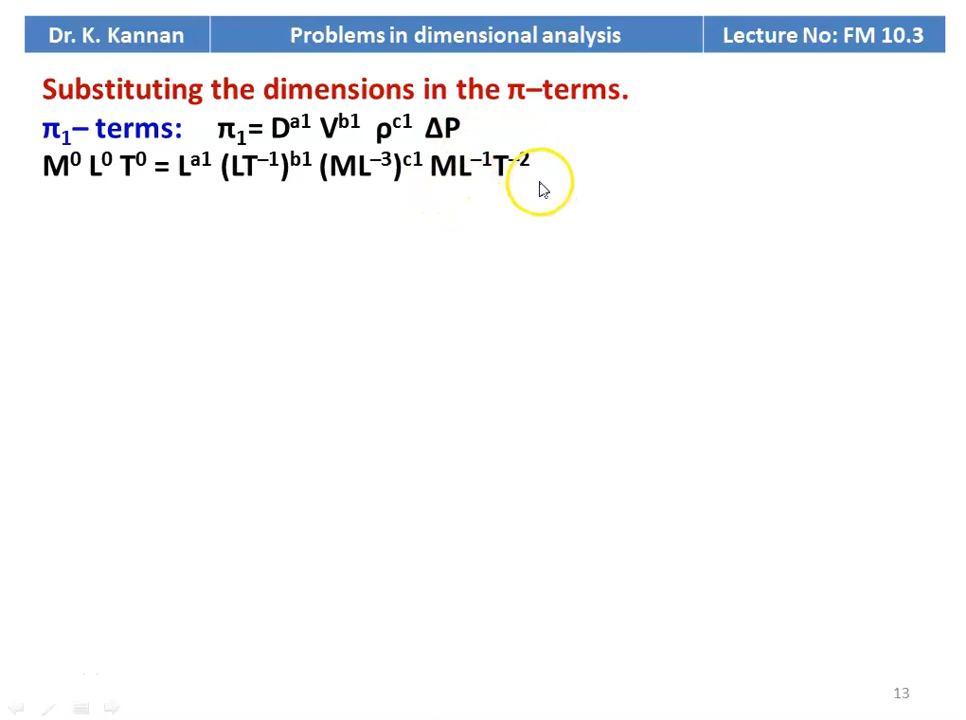 Dr. K. Kannan Problems in dimensional analysis Lecture No: FM 10.3
Substituting the dimensions in the π–terms.
π₁– terms: π₁= Dᵃ¹ Vᵇ¹ ρᶜ¹ ΔP
M⁰ L⁰ T⁰ = Lᵃ¹ (LT⁻¹)ᵇ¹ (ML⁻³)ᶜ¹ ML⁻¹T⁻²
13